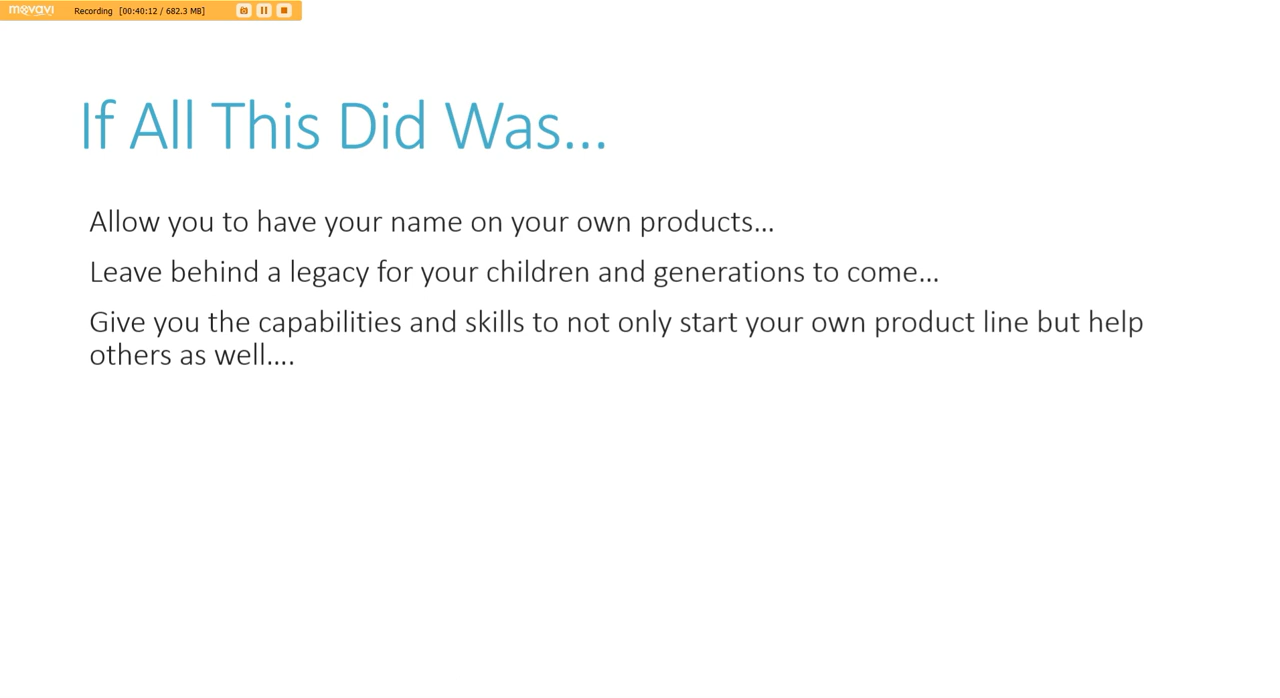 movavi Recording [00:40:12 / 682.3 MB]
If All This Did Was...
Allow you to have your name on your own products...
Leave behind a legacy for your children and generations to come...
Give you the capabilities and skills to not only start your own product line but help
others as well....